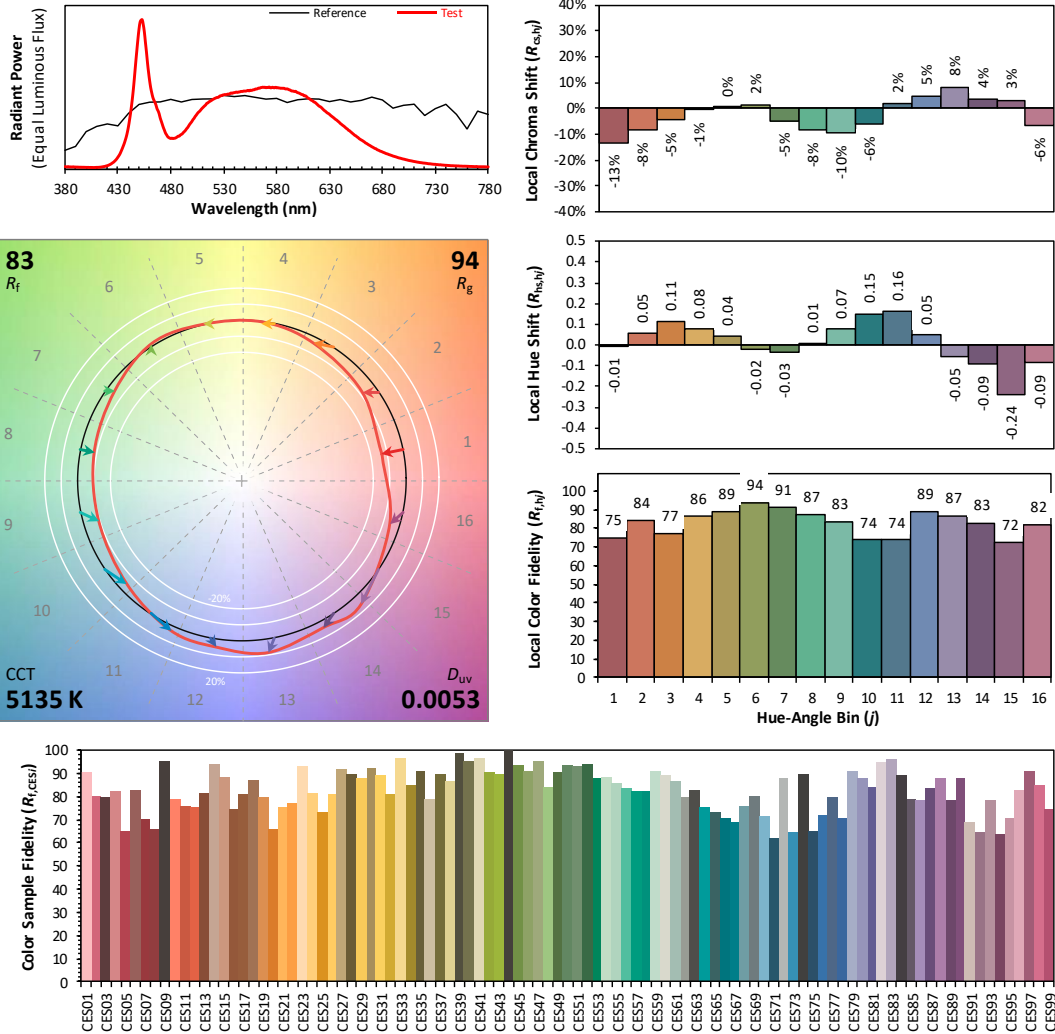 Reference
Test
Radiant Power
(Equal Luminous Flux)
380 430 480 530 580 630 680 730 780
Wavelength (nm)
Local Chroma Shift (Rcs,hj)
40%
30%
20%
10%
0%
-10%
-20%
-30%
-40%
-13% -8% -5% -1% 0% 2% -5% -8% -10% -6% 2% 5% 8% 4% 3% -6%
83
Rf
94
Rg
5 4
6 3
7 2
8 1
9 16
10 15
11 14
12 13
-20%
20%
CCT
5135 K
Duv
0.0053
Local Hue Shift (Rhs,hj)
0.5
0.4
0.3
0.2
0.1
0.0
-0.1
-0.2
-0.3
-0.4
-0.5
-0.01 0.05 0.11 0.08 0.04 -0.02 -0.03 0.01 0.07 0.15 0.16 0.05 -0.05 -0.09 -0.24 -0.09
Local Color Fidelity (Rf,hj)
100
90
80
70
60
50
40
30
20
10
0
75 84 77 86 89 94 91 87 83 74 74 89 87 83 72 82
1 2 3 4 5 6 7 8 9 10 11 12 13 14 15 16
Hue-Angle Bin (j)
Color Sample Fidelity (Rf,CESi)
100
90
80
70
60
50
40
30
20
10
0
CES01 CES03 CES05 CES07 CES09 CES11 CES13 CES15 CES17 CES19 CES21 CES23 CES25 CES27 CES29 CES31 CES33 CES35 CES37 CES39 CES41 CES43 CES45 CES47 CES49 CES51 CES53 CES55 CES57 CES59 CES61 CES63 CES65 CES67 CES69 CES71 CES73 CES75 CES77 CES79 CES81 CES83 CES85 CES87 CES89 CES91 CES93 CES95 CES97 CES99